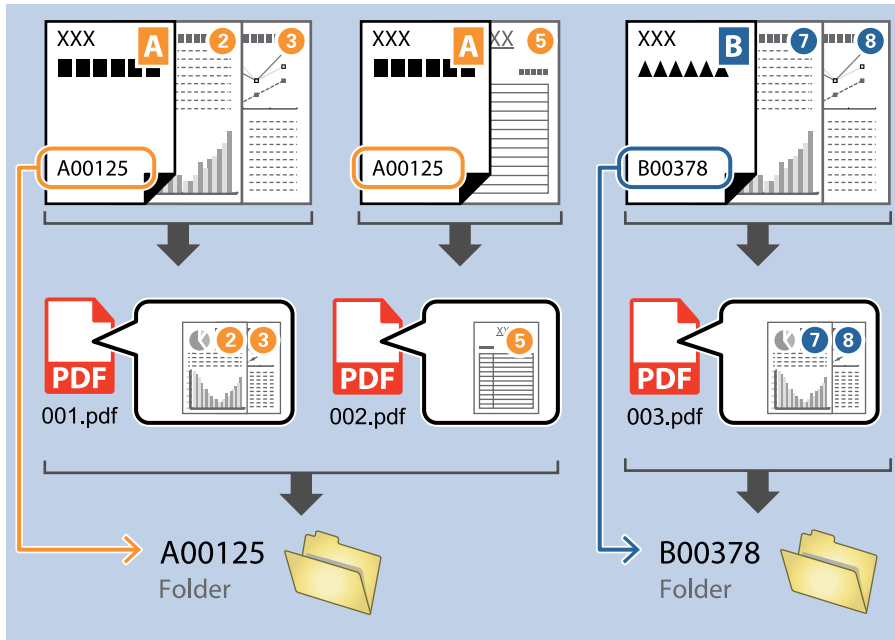 XXX
A
2
3
A00125
XXX
A
XX
5
A00125
XXX
B
7
8
B00378
PDF
2
3
001.pdf
PDF
XX
5
002.pdf
PDF
7
8
003.pdf
A00125
Folder
B00378
Folder